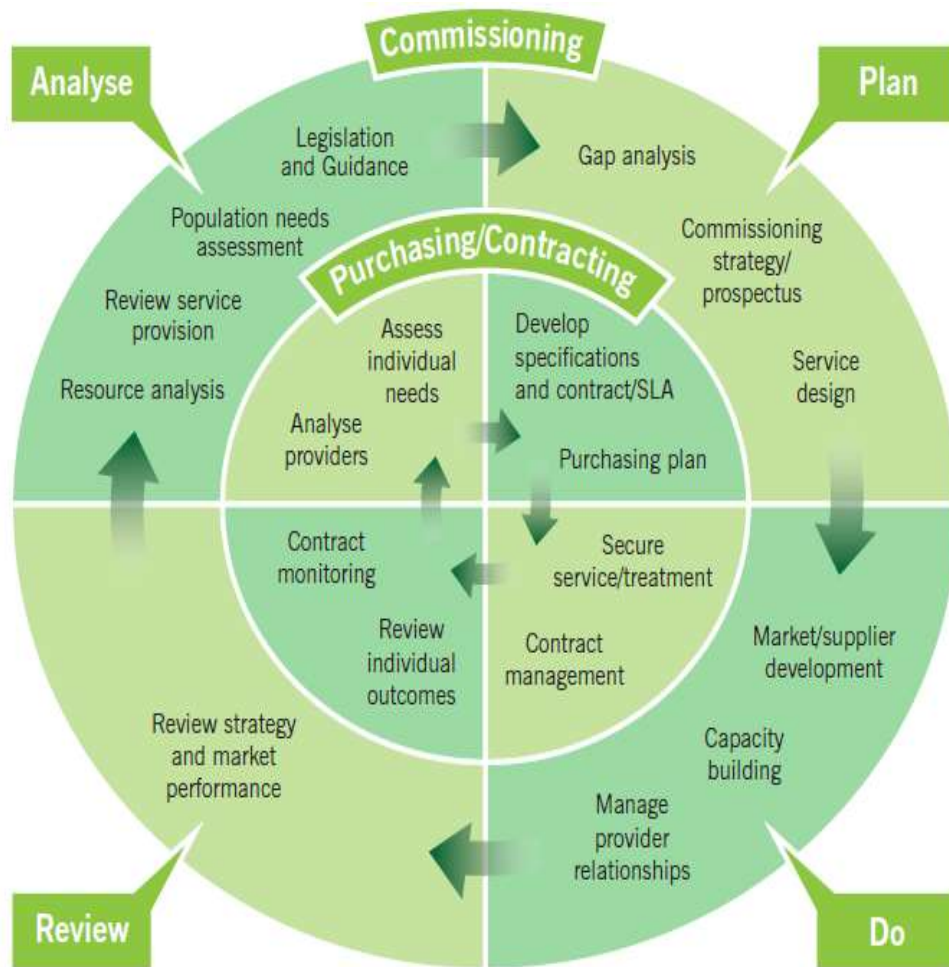 Commissioning
Analyse
Plan
Legislation
and Guidance
Gap analysis
Population needs
assessment
Commissioning
strategy/
prospectus
Review service
provision
Resource analysis
Service
design
Purchasing/Contracting
Assess
individual
needs
Analyse
providers
Develop
specifications
and contract/SLA
Purchasing plan
Contract
monitoring
Review
individual
outcomes
Secure
service/treatment
Contract
management
Market/supplier
development
Capacity
building
Manage
provider
relationships
Review strategy
and market
performance
Review
Do